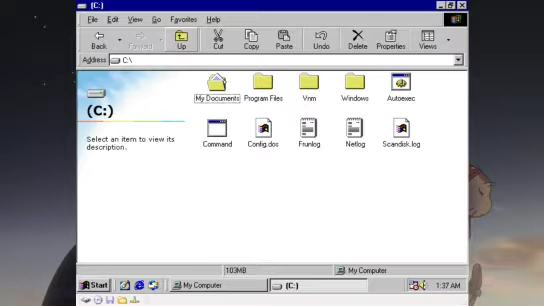 (C:)
File Edit View Go Favorites Help
Back Forward Up Cut Copy Paste Undo Delete Properties Views
Address C:\
(C:)
Select an item to view its
description.
My Documents Program Files Vnm Windows Autoexec
Command Config.dos Frunlog Netlog Scandisk.log
103MB My Computer
Start My Computer (C:) 1:37 AM